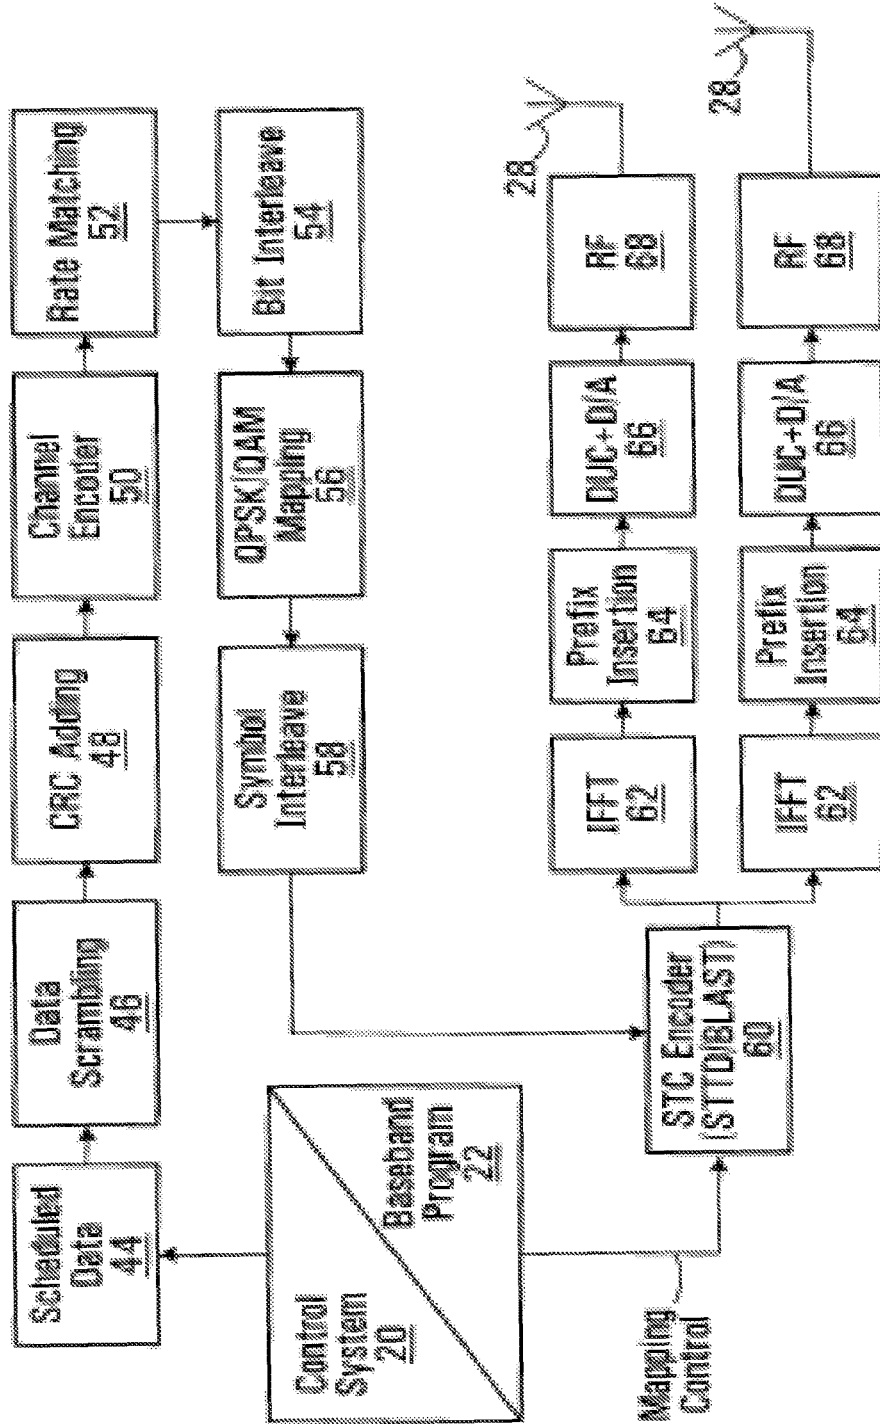 Scheduled
Data
44
Data
Scrambling
46
CRC Adding
48
Channel
Encoder
50
Rate Matching
52
Bit Interleave
54
QPSK/QAM
Mapping
56
Symbol
Interleave
58
Control
System
20
Baseband
Program
22
Mapping
Control
STC Encoder
(STTD/BLAST)
60
IFFT
62
Prefix
Insertion
64
DUC+D/A
66
RF
68
28
IFFT
62
Prefix
Insertion
64
DUC+D/A
66
RF
68
28